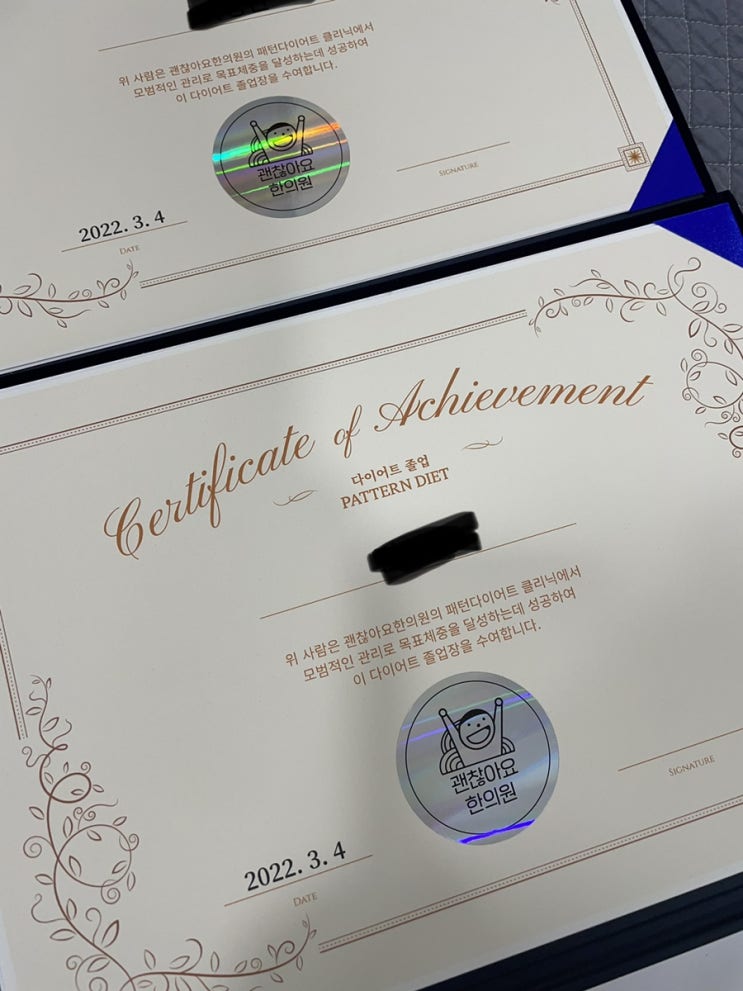 위 사람은 괜찮아요한의원의 패턴다이어트 클리닉에서
모범적인 관리로 목표체중을 달성하는데 성공하여
이 다이어트 졸업장을 수여합니다.
괜찮아요
한의원
2022. 3. 4
DATE
SIGNATURE
Certificate of Achievement
다이어트 졸업
PATTERN DIET
위 사람은 괜찮아요한의원의 패턴다이어트 클리닉에서
모범적인 관리로 목표체중을 달성하는데 성공하여
이 다이어트 졸업장을 수여합니다.
괜찮아요
한의원
2022. 3. 4
DATE
SIGNATURE